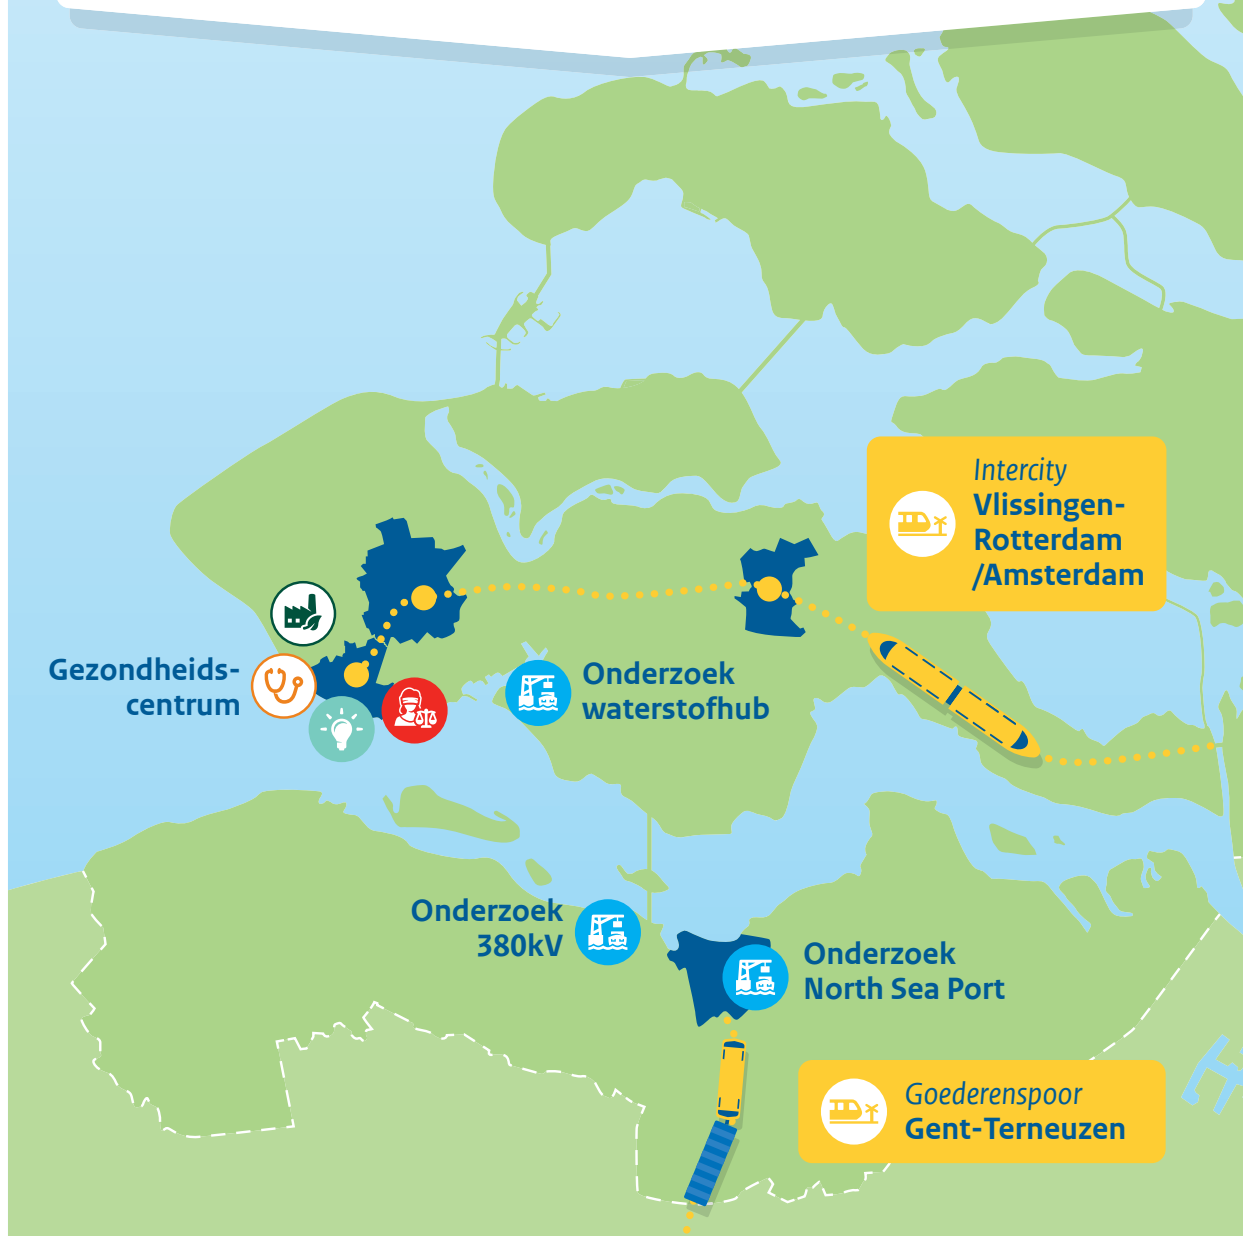 Intercity
Vlissingen-
Rotterdam
/Amsterdam
Gezondheids-
centrum
Onderzoek
waterstofhub
Onderzoek
380kV
Onderzoek
North Sea Port
Goederenspoor
Gent-Terneuzen